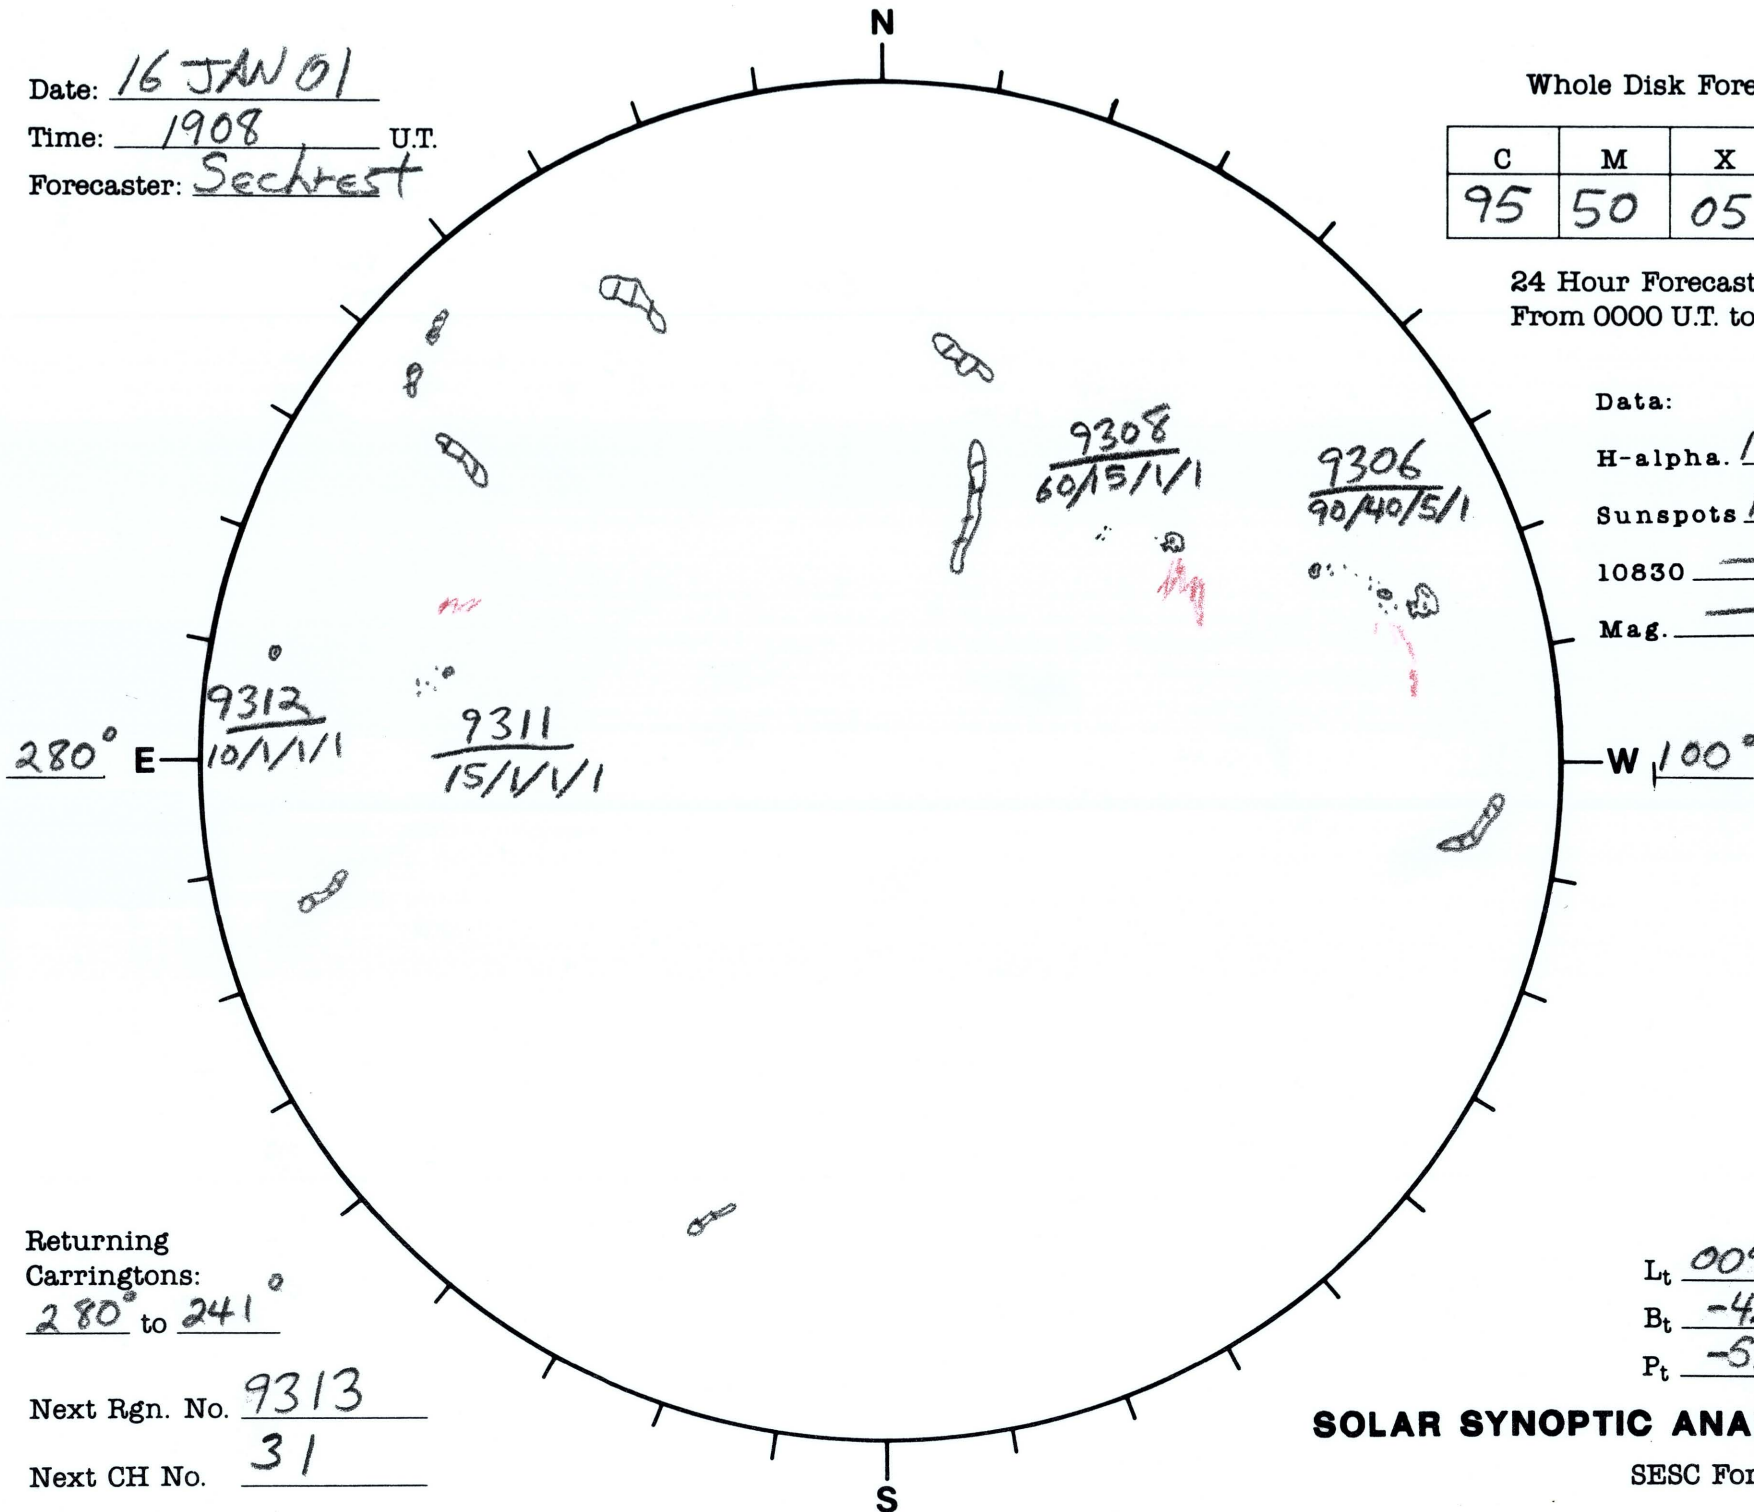 N
Date: 16 JAN 01
Time: 1908 U.T.
Forecaster: Sechrest
Whole Disk Fore
C M X
95 50 05
24 Hour Forecast
From 0000 U.T. to
Data:
H-alpha.
Sunspots
10830
Mag.
9308
60/15/1/1
9306
90/40/5/1
9312
10/1/1/1
9311
15/1/1/1
280° E
W 100°
Returning
Carringtons:
280° to 241°
Next Rgn. No. 9313
Next CH No. 31
Lt 009
Bt -4
Pt -5
SOLAR SYNOPTIC ANA
SESC For
S